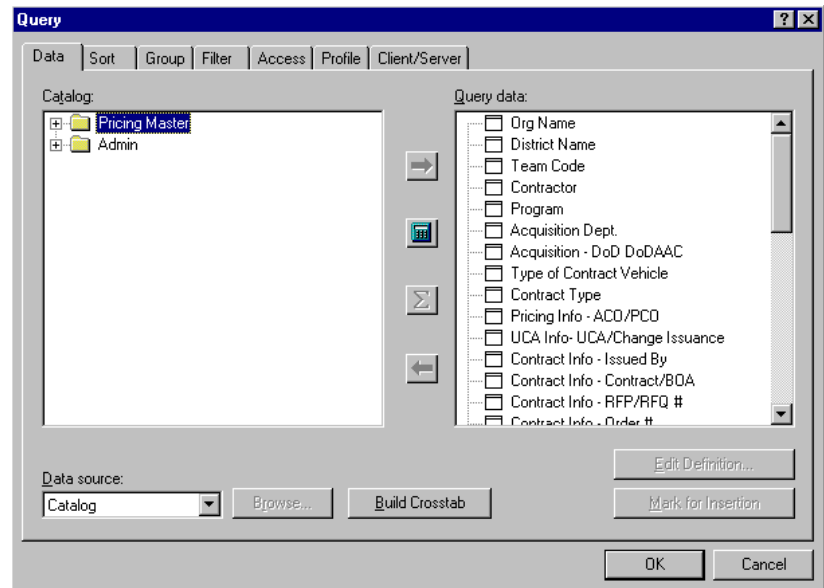 Query
Data Sort Group Filter Access Profile Client/Server
Catalog:
Pricing Master
Admin
Query data:
Org Name
District Name
Team Code
Contractor
Program
Acquisition Dept.
Acquisition - DoD DoDAAC
Type of Contract Vehicle
Contract Type
Pricing Info - ACO/PCO
UCA Info- UCA/Change Issuance
Contract Info - Issued By
Contract Info - Contract/BOA
Contract Info - RFP/RFQ #
Contract Info - Order #
Edit Definition...
Data source:
Catalog
Browse...
Build Crosstab
Mark for Insertion
OK
Cancel